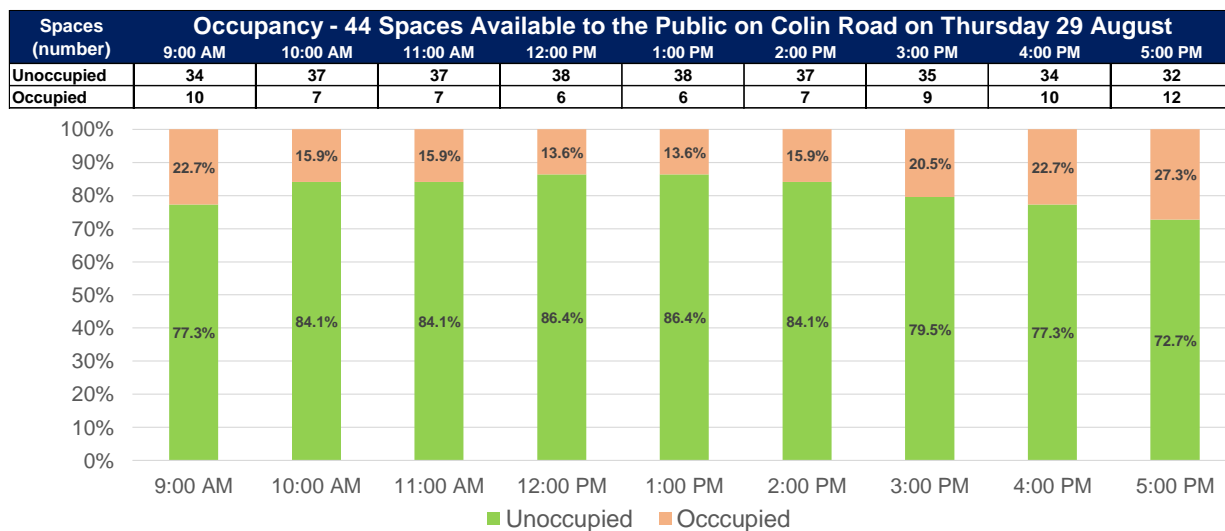 Spaces (number) Occupancy - 44 Spaces Available to the Public on Colin Road on Thursday 29 August
9:00 AM 10:00 AM 11:00 AM 12:00 PM 1:00 PM 2:00 PM 3:00 PM 4:00 PM 5:00 PM
Unoccupied 34 37 37 38 38 37 35 34 32
Occupied 10 7 7 6 6 7 9 10 12
100%
90%
80%
70%
60%
50%
40%
30%
20%
10%
0%
22.7% 15.9% 15.9% 13.6% 13.6% 15.9% 20.5% 22.7% 27.3%
77.3% 84.1% 84.1% 86.4% 86.4% 84.1% 79.5% 77.3% 72.7%
9:00 AM 10:00 AM 11:00 AM 12:00 PM 1:00 PM 2:00 PM 3:00 PM 4:00 PM 5:00 PM
Unoccupied Occcupied